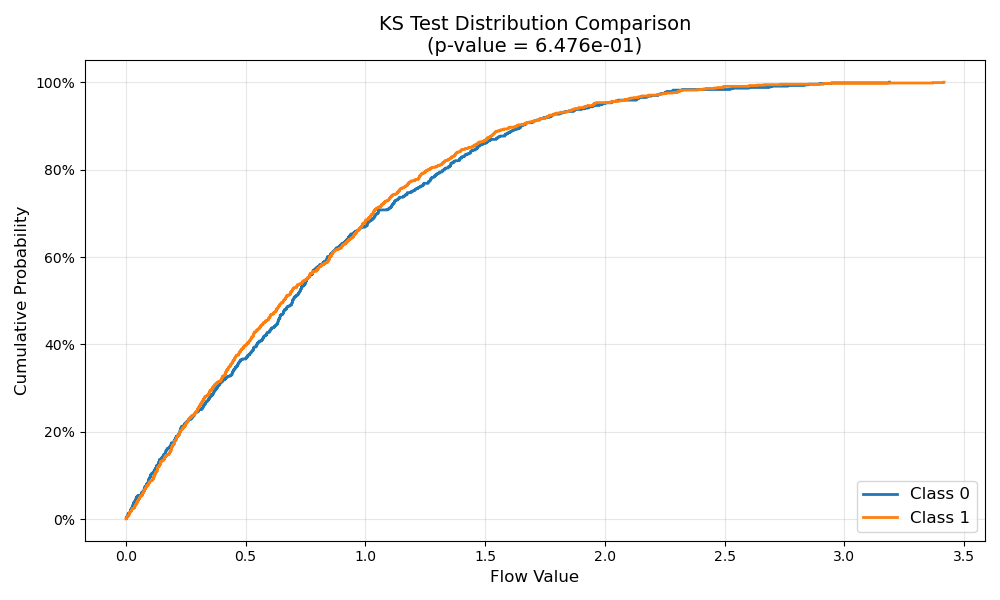 KS Test Distribution Comparison
(p-value = 6.476e-01)
Cumulative Probability
100%
80%
60%
40%
20%
0%
0.0 0.5 1.0 1.5 2.0 2.5 3.0 3.5
Flow Value
Class 0
Class 1